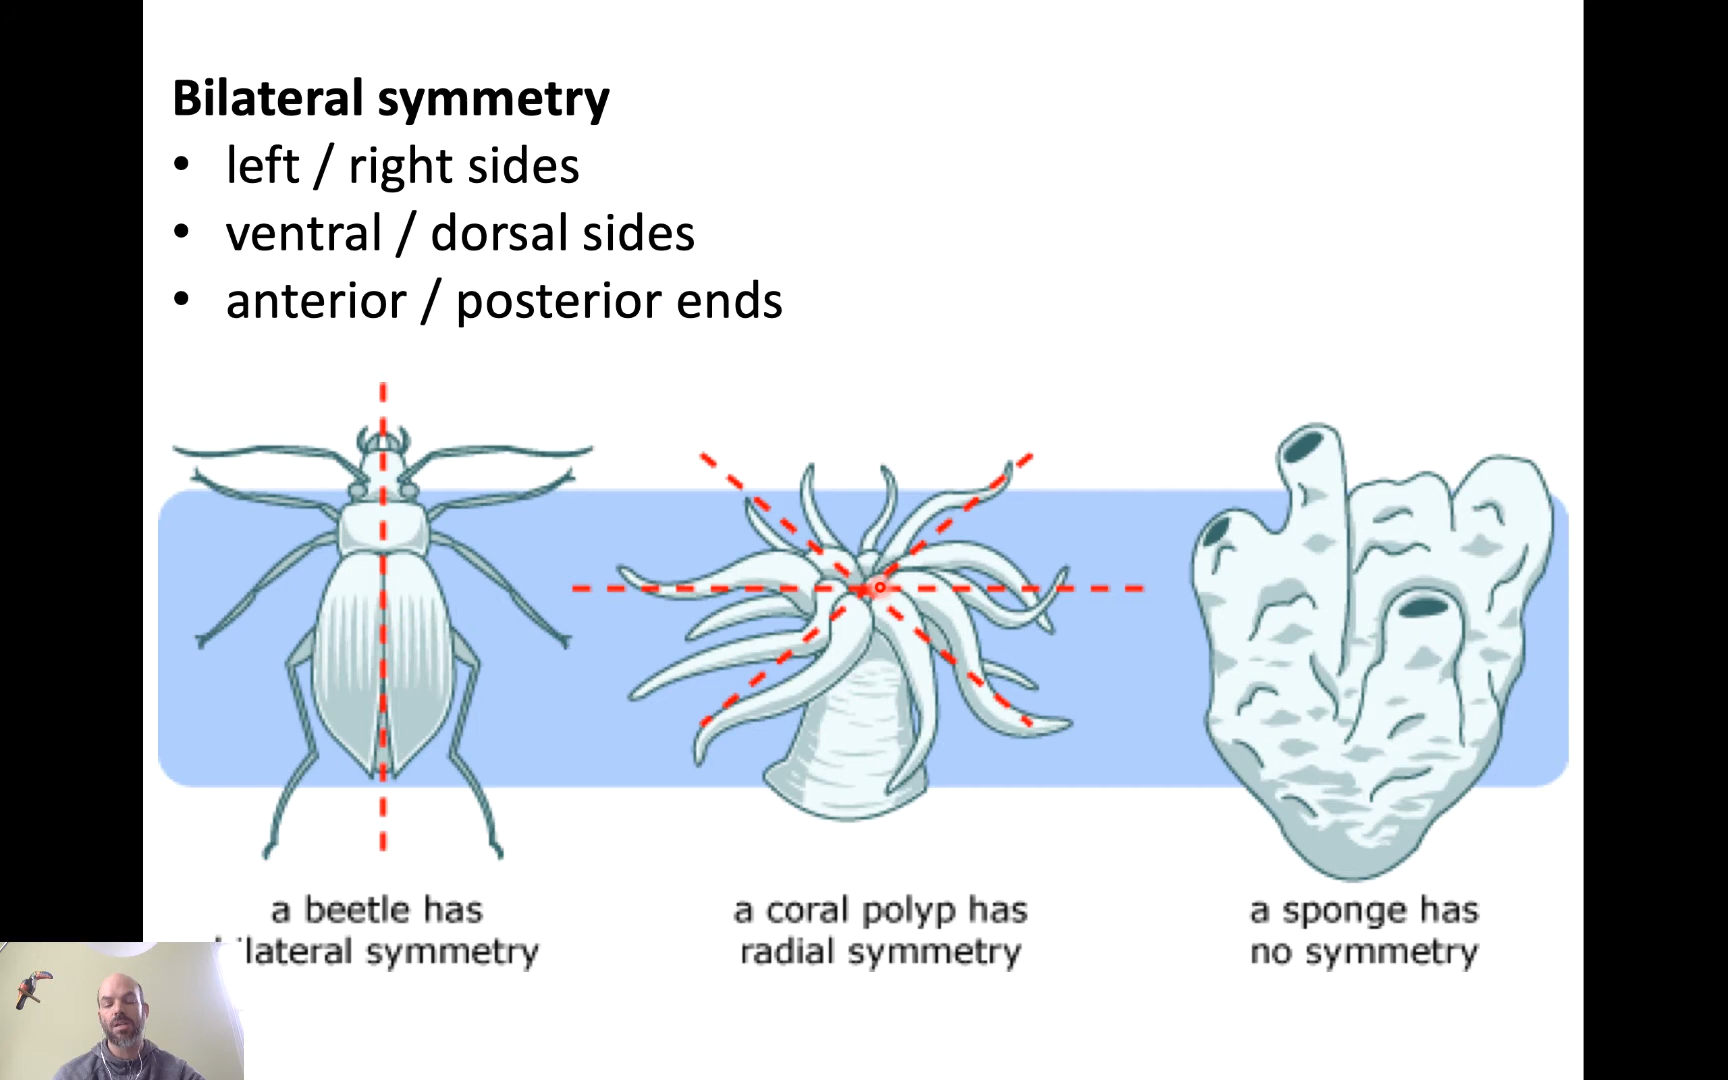 Bilateral symmetry
• left / right sides
• ventral / dorsal sides
• anterior / posterior ends
a beetle has
ilateral symmetry
a coral polyp has
radial symmetry
a sponge has
no symmetry